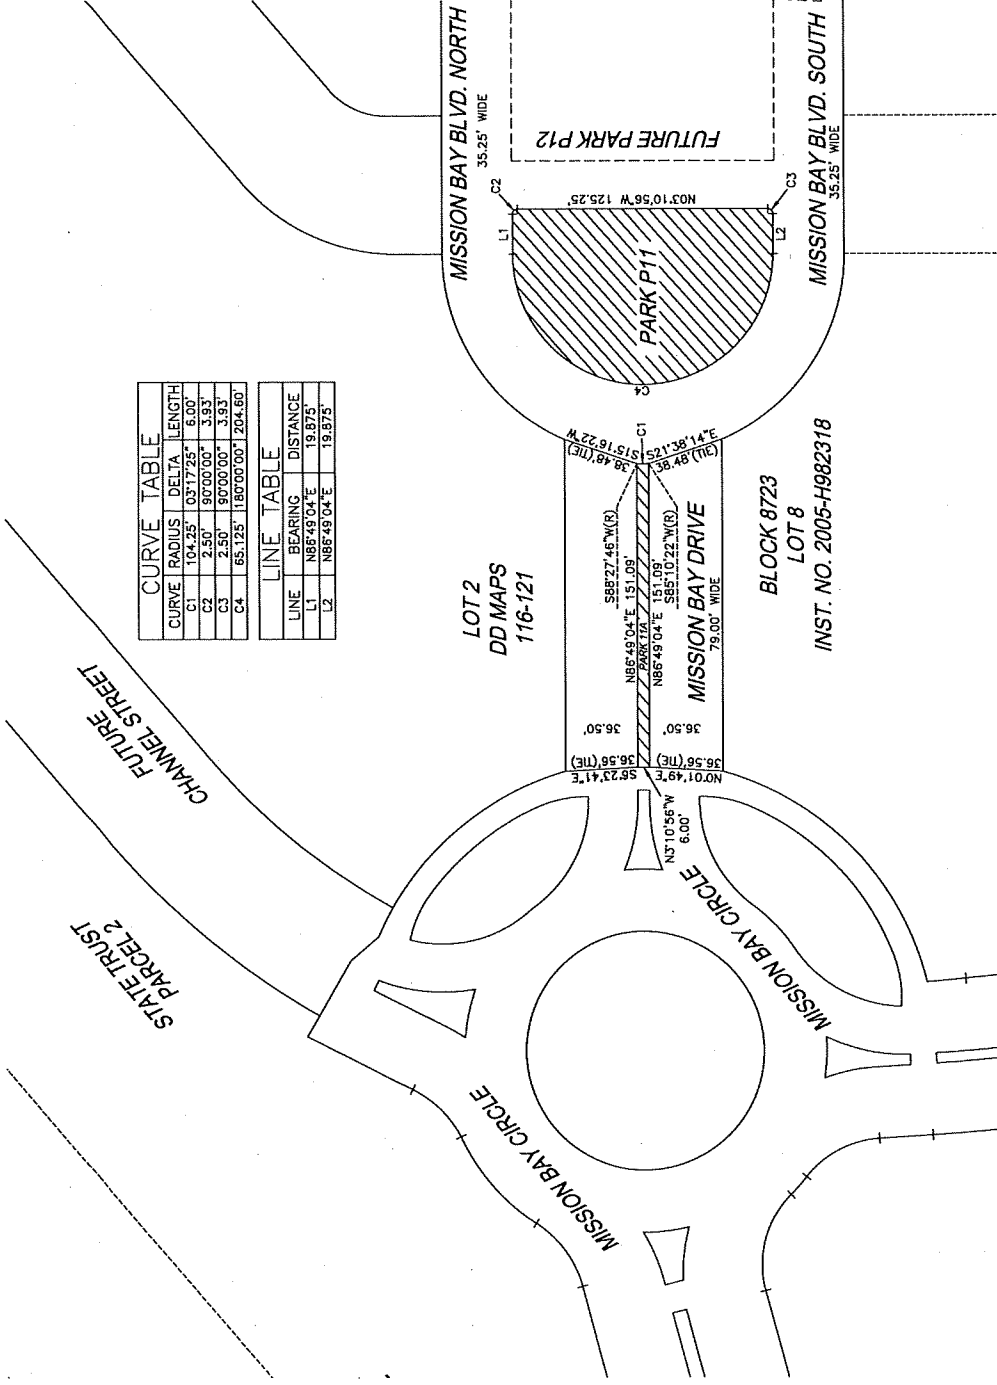 MISSION BAY BLVD. NORTH
35.25' WIDE
FUTURE PARK P12
C2
L1
N03°10'56"W 125.25'
C3
L2
MISSION BAY BLVD. SOUTH
35.25' WIDE
PARK P11
C4
CURVE TABLE
CURVE RADIUS DELTA LENGTH
C1 104.25' 03°17'25" 6.00'
C2 2.50' 90°00'00" 3.93'
C3 2.50' 90°00'00" 3.93'
C4 65.125' 180°00'00" 204.60'
LINE TABLE
LINE BEARING DISTANCE
L1 N86°49'04"E 19.875'
L2 N86°49'04"E 19.875'
LOT 2
DD MAPS
116-121
S15°16'22"W
38.48'(TIE)
C1
S21°38'14"E
38.48'(TIE)
S88°27'46"W(R)
N86°49'04"E 151.09'
PARK 11A
N86°49'04"E 151.09'
S85°10'22"W(R)
MISSION BAY DRIVE
79.00' WIDE
36.50'
36.50'
S6°23'41"E
36.56'(TIE)
N0°01'49"E
36.56'(TIE)
N3°10'56"W
6.00'
BLOCK 8723
LOT 8
INST. NO. 2005-H982318
FUTURE
CHANNEL STREET
STATE TRUST
PARCEL 2
MISSION BAY CIRCLE
MISSION BAY CIRCLE